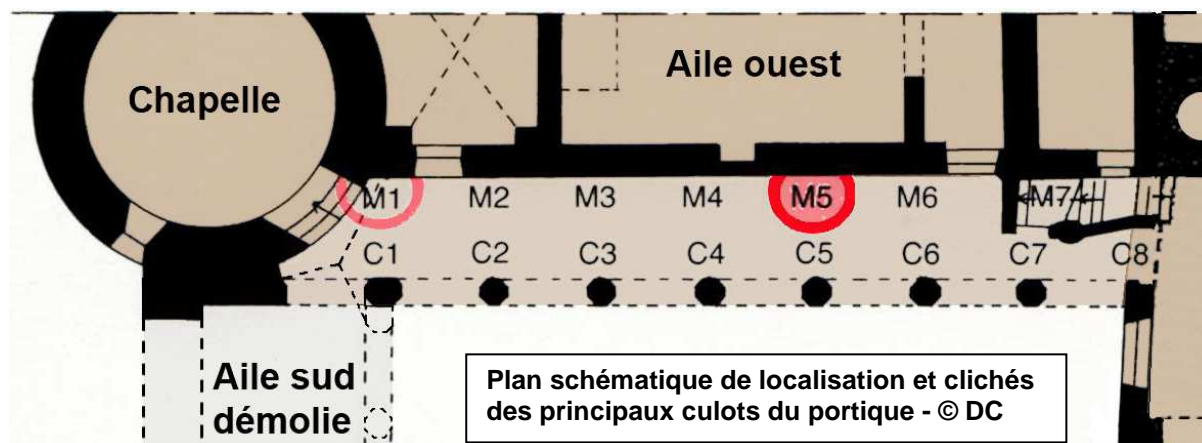 Chapelle
Aile ouest
M1 M2 M3 M4 M5 M6 M7
C1 C2 C3 C4 C5 C6 C7 C8
Aile sud
démolie
Plan schématique de localisation et clichés
des principaux culots du portique - © DC